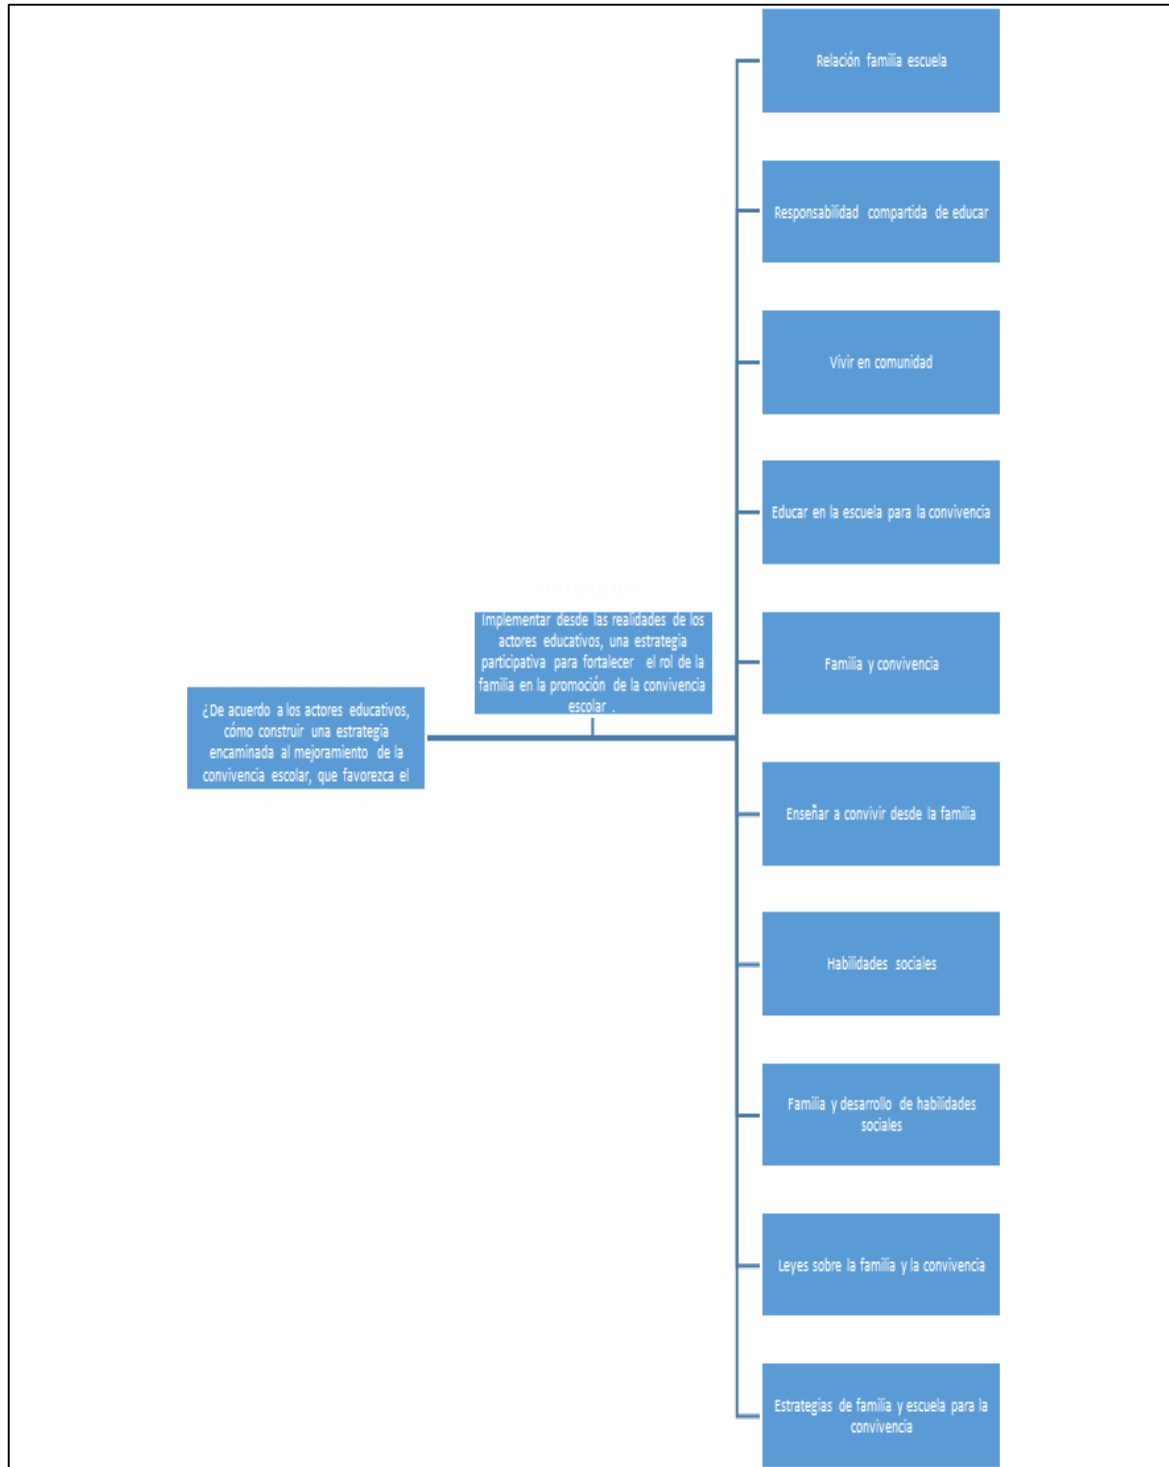 Relación familia escuela
Responsabilidad compartida de educar
Vivir en comunidad
Educar en la escuela para la convivencia
Implementar desde las realidades de los
actores educativos, una estrategia
participativa para fortalecer el rol de la
familia en la promoción de la convivencia
escolar .
¿De acuerdo a los actores educativos,
cómo construir una estrategia
encaminada al mejoramiento de la
convivencia escolar, que favorezca el
Familia y convivencia
Enseñar a convivir desde la familia
Habilidades sociales
Familia y desarrollo de habilidades
sociales
Leyes sobre la familia y la convivencia
Estrategias de familia y escuela para la
convivencia